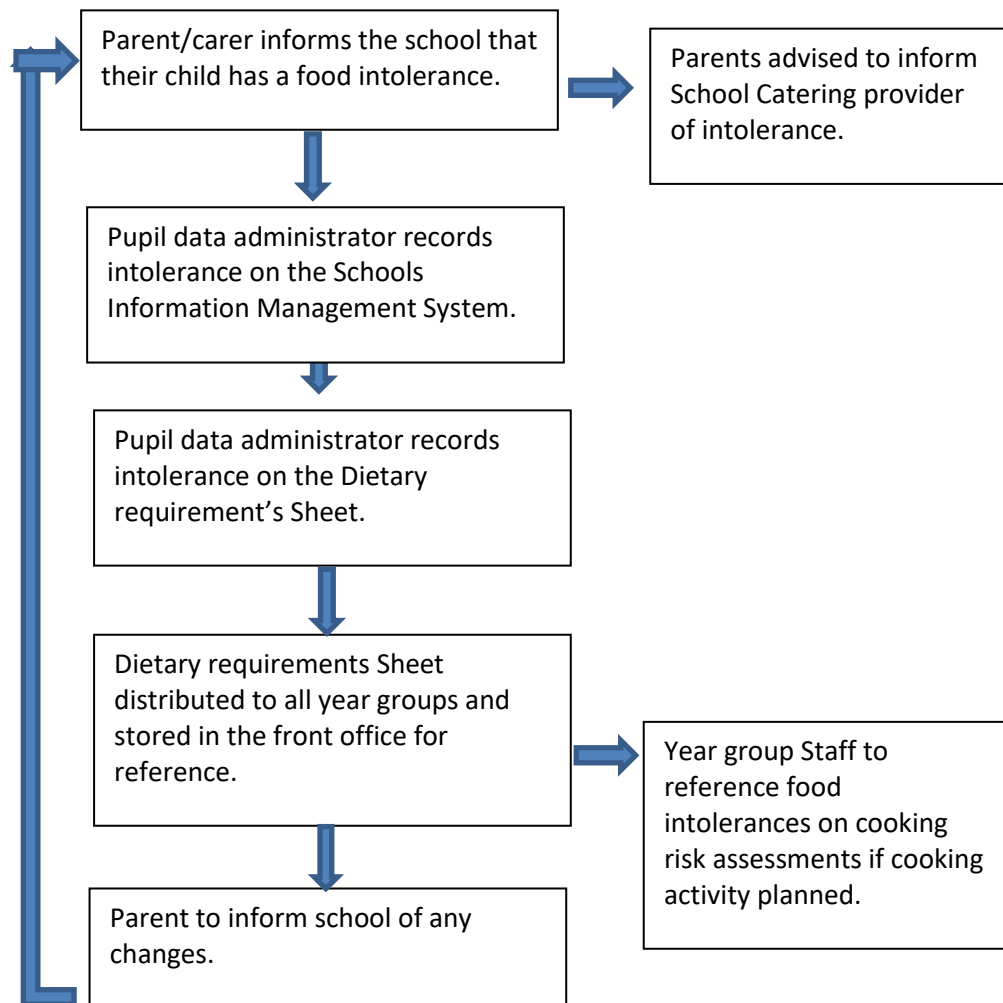 Parent/carer informs the school that
their child has a food intolerance.
Parents advised to inform
School Catering provider
of intolerance.
Pupil data administrator records
intolerance on the Schools
Information Management System.
Pupil data administrator records
intolerance on the Dietary
requirement’s Sheet.
Dietary requirements Sheet
distributed to all year groups and
stored in the front office for
reference.
Year group Staff to
reference food
intolerances on cooking
risk assessments if cooking
activity planned.
Parent to inform school of any
changes.